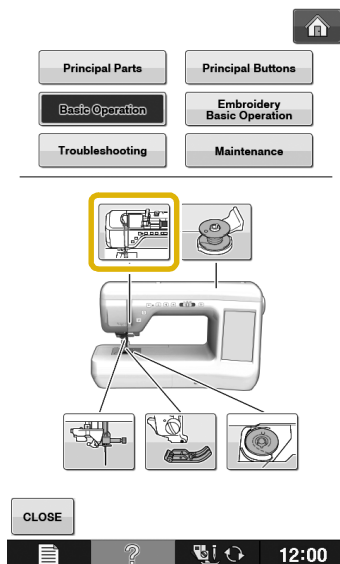 Principal Parts
Principal Buttons
Basic Operation
Embroidery
Basic Operation
Troubleshooting
Maintenance
CLOSE
?
12:00